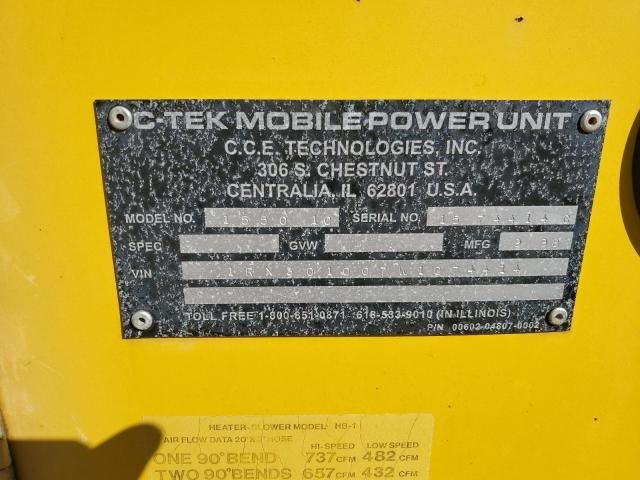 C-TEK MOBILE POWER UNIT
C.C.E. TECHNOLOGIES, INC.
306 S. CHESTNUT ST.
CENTRALIA, IL 62801 U.S.A.
MODEL NO. SERIAL NO.
SPEC GVW MFG
VIN
TOLL FREE 1-800-851-0871 618-533-9010 (IN ILLINOIS)
P/N 00602-04807-0002
HEATER-BLOWER MODEL HB-1
AIR FLOW DATA HOSE HI-SPEED LOW SPEED
ONE 90° BEND 737 CFM 482 CFM
TWO 90° BENDS 657 CFM 432 CFM